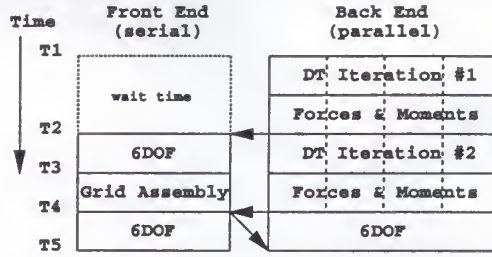 Time
Front End
(serial)
Back End
(parallel)
T1
DT Iteration #1
wait time
Forces & Moments
T2
6DOF
DT Iteration #2
T3
Grid Assembly
Forces & Moments
T4
6DOF
6DOF
T5